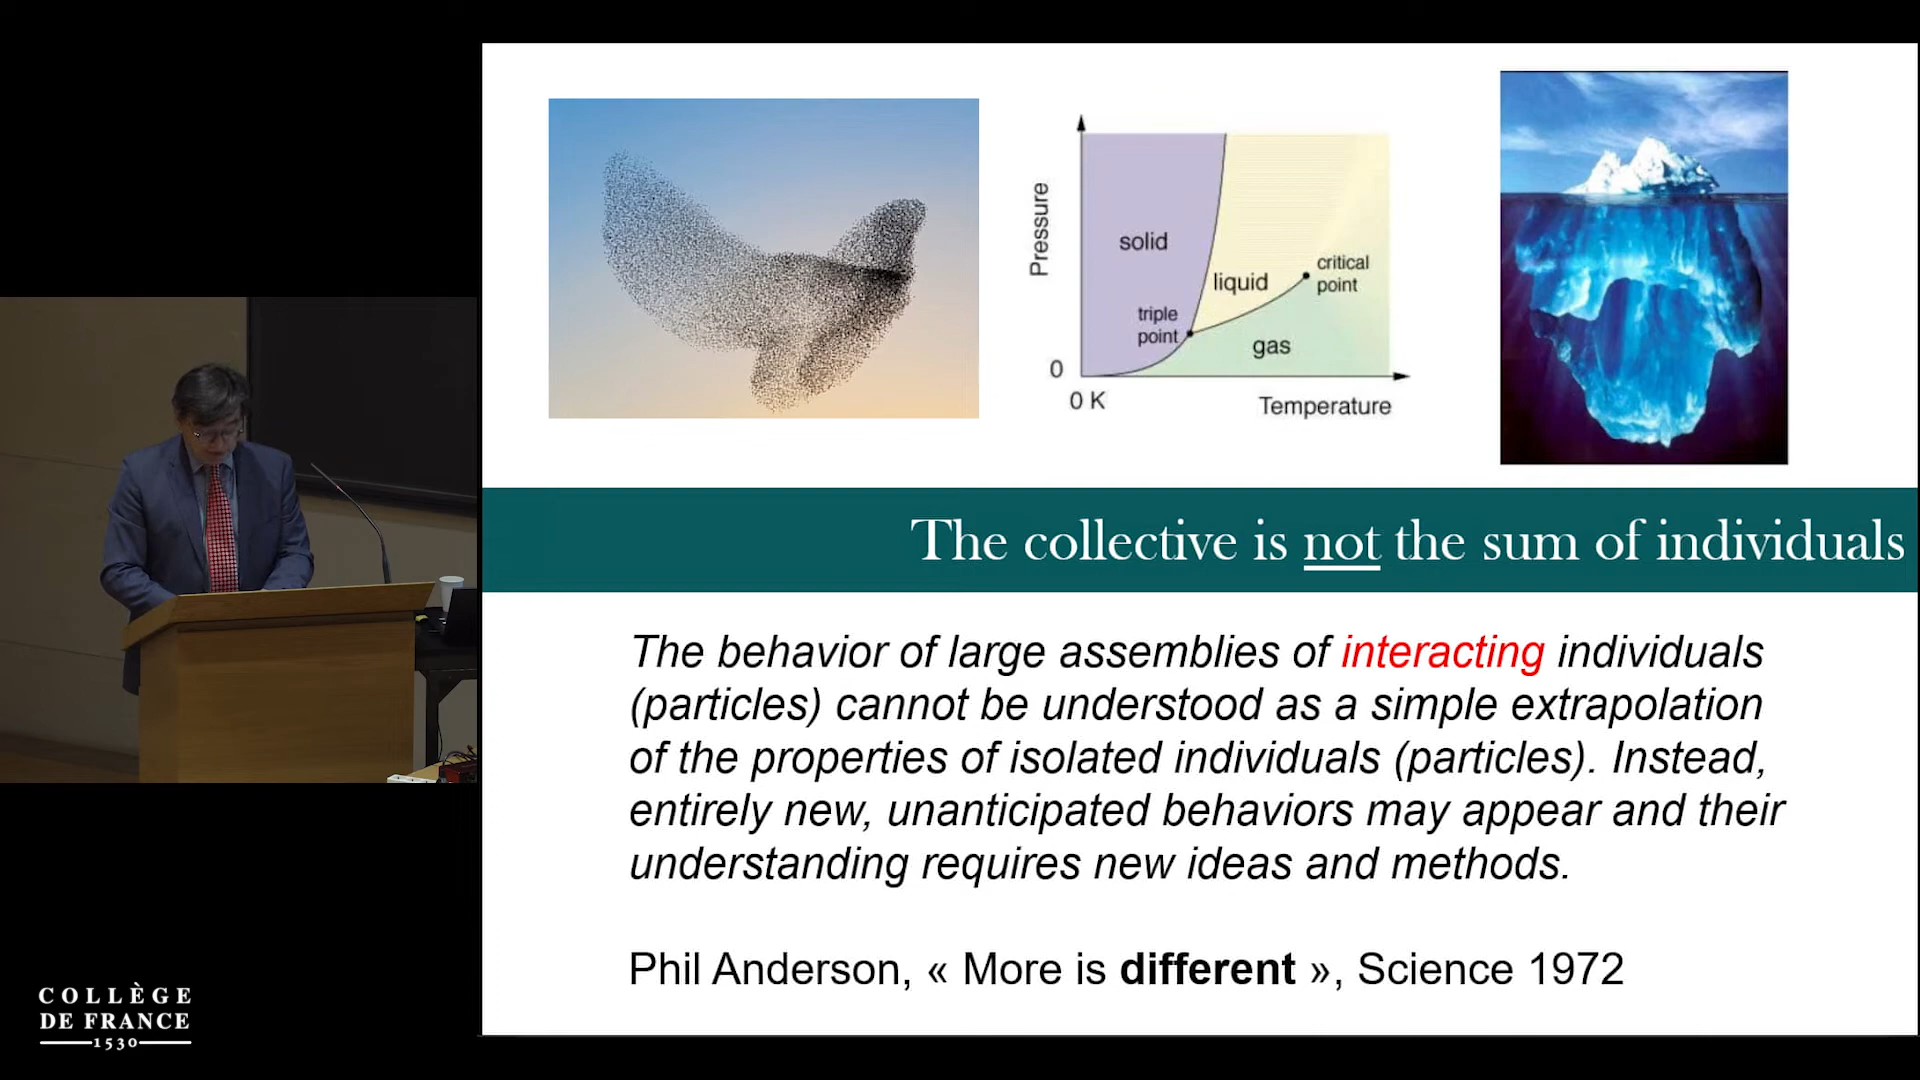 Pressure
solid
liquid
critical
point
triple
point
gas
0
0 K
Temperature
The collective is not the sum of individuals
The behavior of large assemblies of interacting individuals
(particles) cannot be understood as a simple extrapolation
of the properties of isolated individuals (particles). Instead,
entirely new, unanticipated behaviors may appear and their
understanding requires new ideas and methods.
Phil Anderson, « More is different », Science 1972
COLLÈGE
DE FRANCE
1530